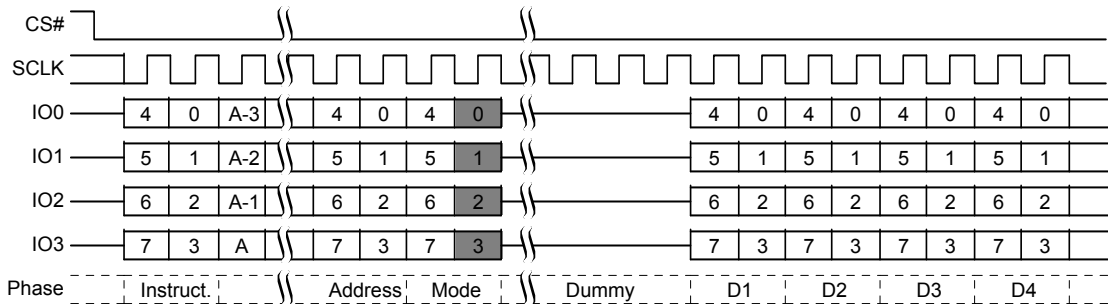 CS#
SCLK
IO0 4 0 A-3 4 0 4 0 4 0 4 0 4 0 4 0
IO1 5 1 A-2 5 1 5 1 5 1 5 1 5 1 5 1
IO2 6 2 A-1 6 2 6 2 6 2 6 2 6 2 6 2
IO3 7 3 A 7 3 7 3 7 3 7 3 7 3 7 3
Phase Instruct. Address Mode Dummy D1 D2 D3 D4